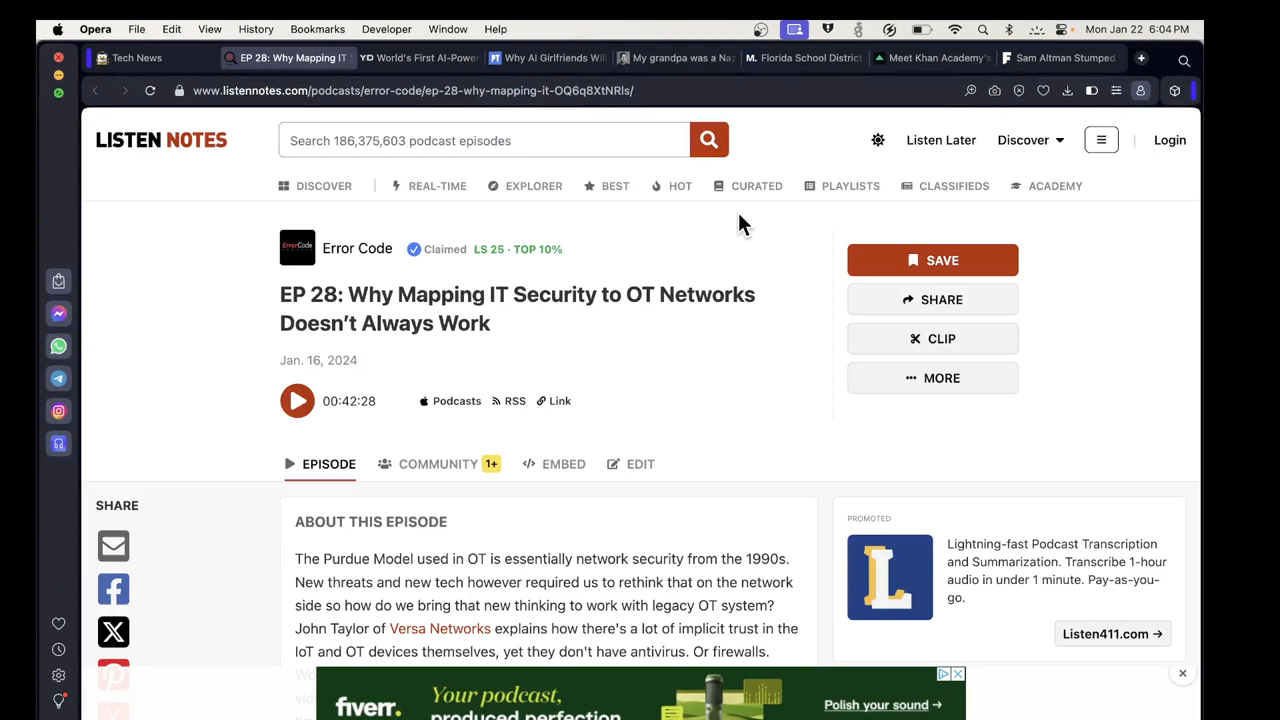 Opera File Edit View History Bookmarks Developer Window Help Mon Jan 22 6:04 PM
Tech News EP 28: Why Mapping IT S YD World's First AI-Power PT Why AI Girlfriends Wil My grandpa was a Naz M. Florida School District Meet Khan Academy's Sam Altman Stumped
www.listennotes.com/podcasts/error-code/ep-28-why-mapping-it-OQ6q8XtNRls/
LISTEN NOTES Search 186,375,603 podcast episodes Listen Later Discover Login
DISCOVER REAL-TIME EXPLORER BEST HOT CURATED PLAYLISTS CLASSIFIEDS ACADEMY
ErrorCode
Error Code Claimed LS 25 · TOP 10%
EP 28: Why Mapping IT Security to OT Networks
Doesn’t Always Work
Jan. 16, 2024
00:42:28 Podcasts RSS Link
SAVE
SHARE
CLIP
MORE
EPISODE COMMUNITY 1+ EMBED EDIT
SHARE
ABOUT THIS EPISODE
The Purdue Model used in OT is essentially network security from the 1990s.
New threats and new tech however required us to rethink that on the network
side so how do we bring that new thinking to work with legacy OT system?
John Taylor of Versa Networks explains how there's a lot of implicit trust in the
IoT and OT devices themselves, yet they don't have antivirus. Or firewalls.
PROMOTED
Lightning-fast Podcast Transcription
and Summarization. Transcribe 1-hour
audio in under 1 minute. Pay-as-you-
go.
Listen411.com →
fiverr. Your podcast,
produced perfection
Polish your sound →